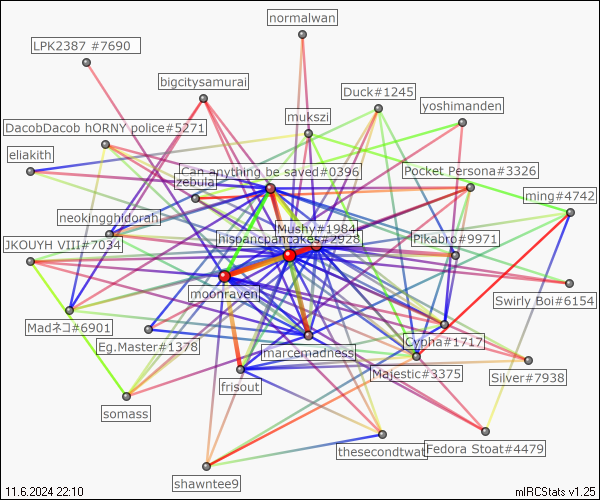 normalwan
LPK2387 #7690
bigcitysamurai
Duck#1245
yoshimanden
mukszi
DacobDacob hORNY police#5271
eliakith
Can anything be saved#0396
Pocket Persona#3326
zebula
ming#4742
neokingghidorah
Mushy#1984
hispancpancakes#2928
Pikabro#9971
JKOUYH VIII#7034
moonraven
Swirly Boi#6154
Madネコ#6901
Eg.Master#1378
marcemadness
Cypha#1717
Majestic#3375
Silver#7938
frisout
somass
thesecondtwat
Fedora Stoat#4479
shawntee9
11.6.2024 22:10
mIRCStats v1.25